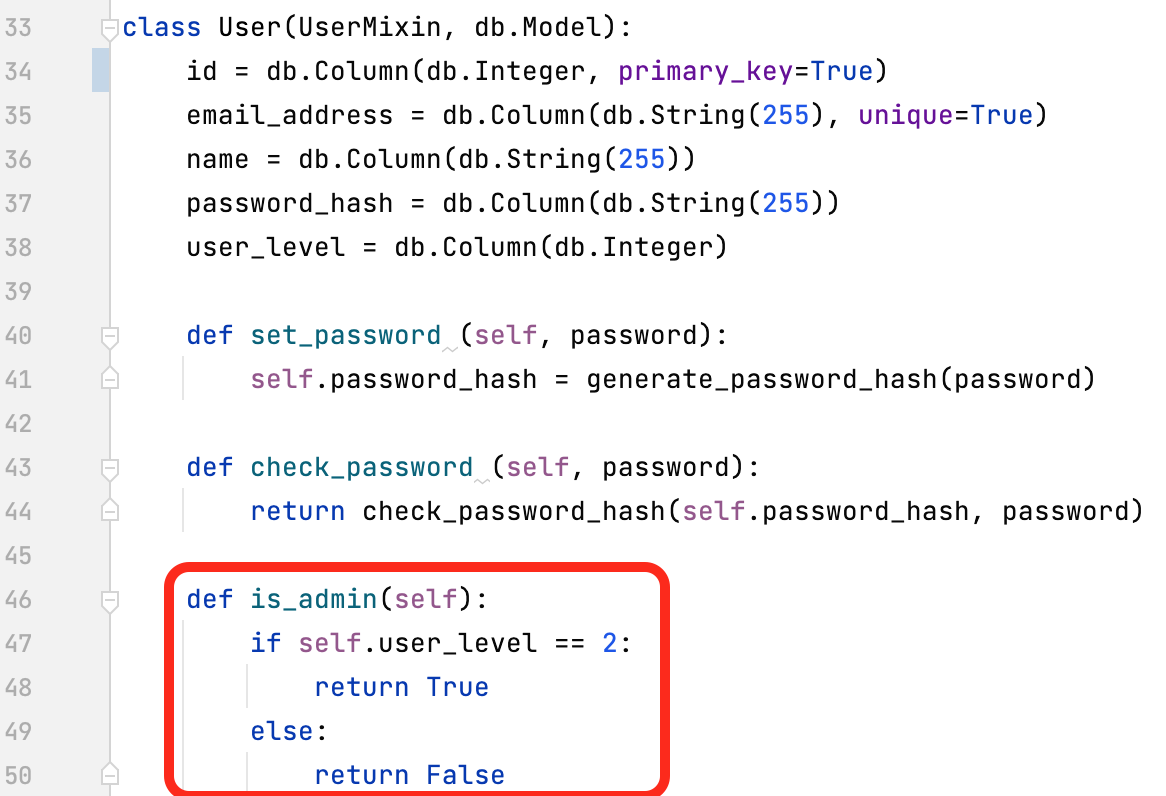 33 class User(UserMixin, db.Model):
34     id = db.Column(db.Integer, primary_key=True)
35     email_address = db.Column(db.String(255), unique=True)
36     name = db.Column(db.String(255))
37     password_hash = db.Column(db.String(255))
38     user_level = db.Column(db.Integer)
39
40     def set_password (self, password):
41         self.password_hash = generate_password_hash(password)
42
43     def check_password (self, password):
44         return check_password_hash(self.password_hash, password)
45
46     def is_admin(self):
47         if self.user_level == 2:
48             return True
49         else:
50             return False